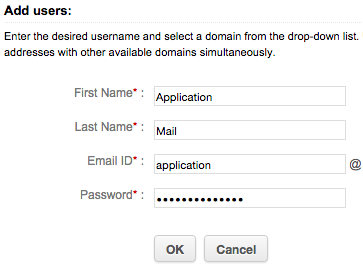 Add users:
Enter the desired username and select a domain from the drop-down list.
addresses with other available domains simultaneously.
First Name* : Application
Last Name* : Mail
Email ID* : application @
Password* : ••••••••••••••
OK Cancel